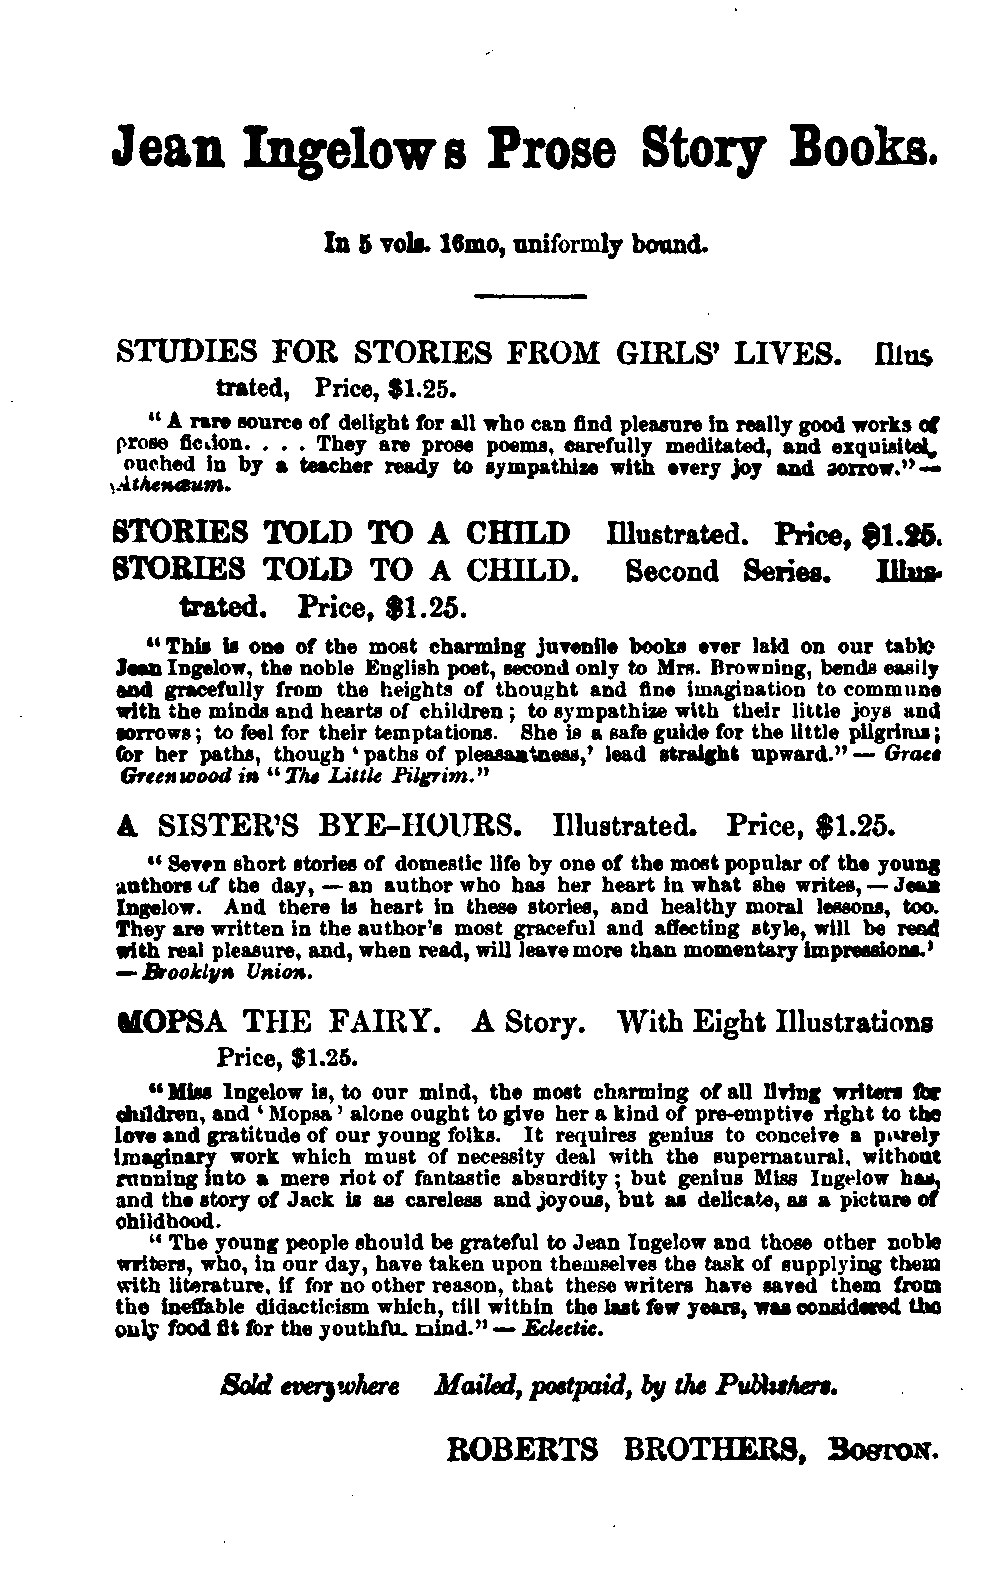 Jean Ingelow s Prose Story Books.
In 5 vols. 16mo, uniformly bound.
STUDIES FOR STORIES FROM GIRLS' LIVES. Illus
trated, Price, $1.25.
“ A rare source of delight for all who can find pleasure in really good works of
prose fiction. . . . They are prose poems, carefully meditated, and exquisitel
ouched in by a teacher ready to sympathize with every joy and sorrow.” —
Athenæum.
STORIES TOLD TO A CHILD Illustrated. Price, $1.25.
STORIES TOLD TO A CHILD. Second Series. Illus-
trated. Price, $1.25.
“ This is one of the most charming juvenile books ever laid on our table
Jean Ingelow, the noble English poet, second only to Mrs. Browning, bends easily
and gracefully from the heights of thought and fine imagination to commune
with the minds and hearts of children ; to sympathize with their little joys and
sorrows ; to feel for their temptations. She is a safe guide for the little pilgrims ;
for her paths, though ‘ paths of pleasantness,’ lead straight upward.” — Grace
Greenwood in “ The Little Pilgrim.”
A SISTER'S BYE-HOURS. Illustrated. Price, $1.25.
“ Seven short stories of domestic life by one of the most popular of the young
authors of the day, — an author who has her heart in what she writes, — Jean
Ingelow. And there is heart in these stories, and healthy moral lessons, too.
They are written in the author's most graceful and affecting style, will be read
with real pleasure, and, when read, will leave more than momentary impressions.’
— Brooklyn Union.
MOPSA THE FAIRY. A Story. With Eight Illustrations
Price, $1.25.
“ Miss Ingelow is, to our mind, the most charming of all living writers for
children, and ‘ Mopsa ’ alone ought to give her a kind of pre-emptive right to the
love and gratitude of our young folks. It requires genius to conceive a purely
imaginary work which must of necessity deal with the supernatural, without
running into a mere riot of fantastic absurdity ; but genius Miss Ingelow has,
and the story of Jack is as careless and joyous, but as delicate, as a picture of
childhood.
“ The young people should be grateful to Jean Ingelow and those other noble
writers, who, in our day, have taken upon themselves the task of supplying them
with literature, if for no other reason, that these writers have saved them from
the ineffable didacticism which, till within the last few years, was considered the
only food fit for the youthful mind.” — Eclectic.
Sold everywhere Mailed, postpaid, by the Publishers.
ROBERTS BROTHERS, BOSTON.